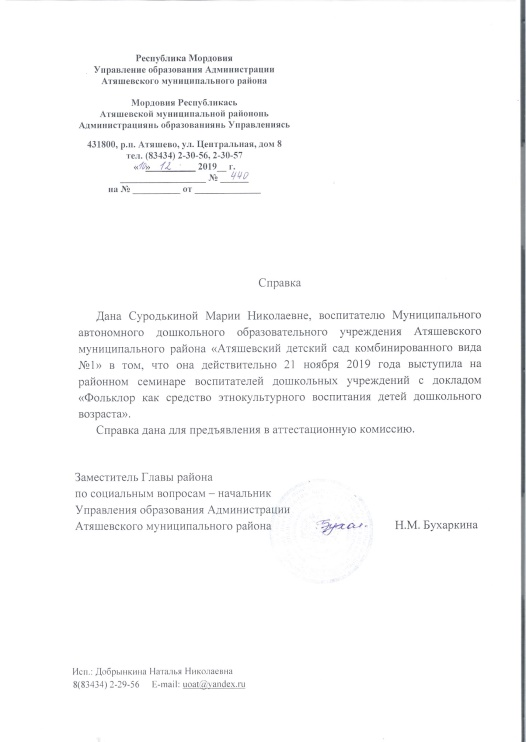 Республика Мордовия
Управление образования Администрации
Атяшевского муниципального района
Мордовия Республикась
Атяшевской муниципальной райононь
Администрациянь образованиянь Управлениясь
431800, р.п. Атяшево, ул. Центральная, дом 8
тел. (83434) 2-30-56, 2-30-57
«10» 12 2019 г.
№ 440
на № __________ от ______________
Справка
Дана Суродькиной Марии Николаевне, воспитателю Муниципального
автономного дошкольного образовательного учреждения Атяшевского
муниципального района «Атяшевский детский сад комбинированного вида
№1» в том, что она действительно 21 ноября 2019 года выступила на
районном семинаре воспитателей дошкольных учреждений с докладом
«Фольклор как средство этнокультурного воспитания детей дошкольного
возраста».
Справка дана для предъявления в аттестационную комиссию.
Заместитель Главы района
по социальным вопросам – начальник
Управления образования Администрации
Атяшевского муниципального района Н.М. Бухаркина
Исп.: Добрынкина Наталья Николаевна
8(83434) 2-29-56 E-mail: uoat@yandex.ru